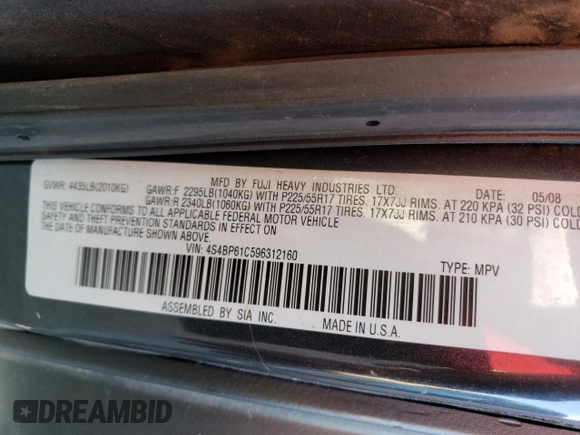 MFD BY FUJI HEAVY INDUSTRIES LTD. DATE: 05/08
GVWR: 4435LB(2010KG) GAWR:F 2295LB(1040KG) WITH P225/55R17 TIRES. 17X7JJ RIMS. AT 220 KPA (32 PSI) COLD
GAWR:R 2340LB(1060KG) WITH P225/55R17 TIRES. 17X7JJ RIMS. AT 210 KPA (30 PSI) COLD
THIS VEHICLE CONFORMS TO ALL APPLICABLE FEDERAL MOTOR VEHICLE
SAFETY AND THEFT PREVENTION STANDARDS IN EFFECT ON
THE DATE OF MANUFACTURE SHOWN ABOVE.
VIN: 4S4BP61C596312160 TYPE: MPV
ASSEMBLED BY SIA INC. MADE IN U.S.A.
DREAMBID